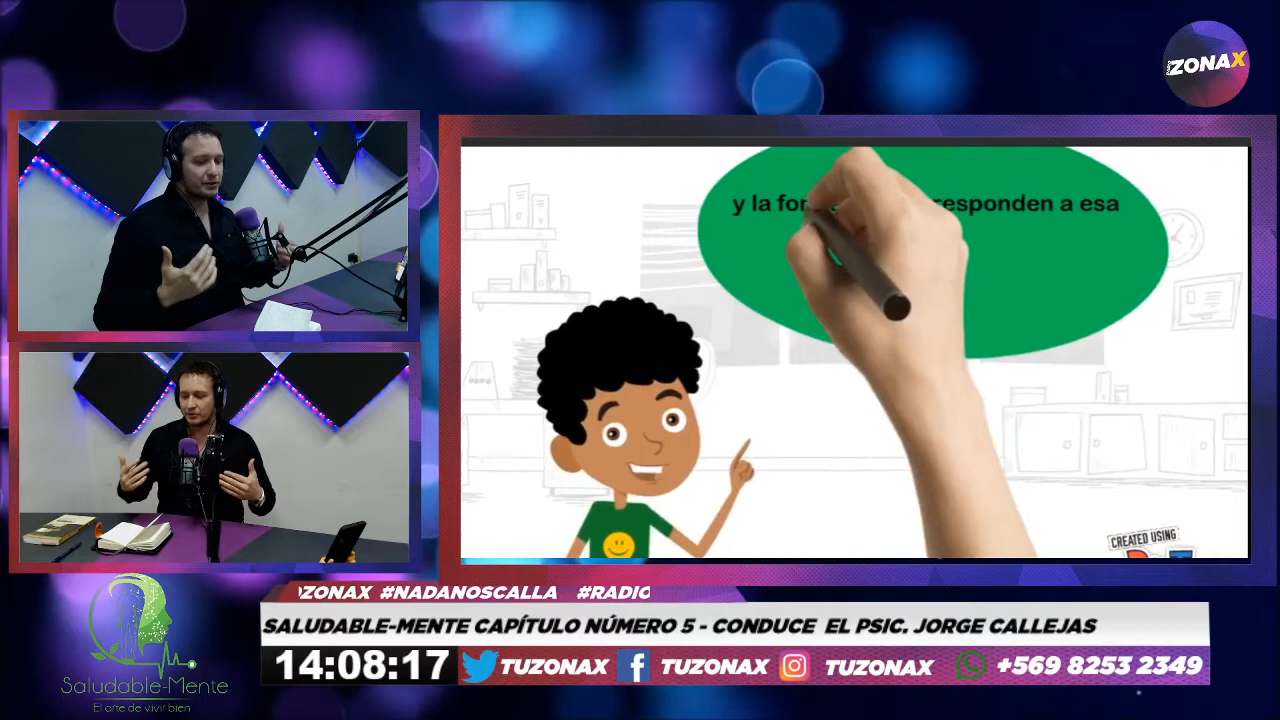 ZONAX
y la for responden a esa
CREATED USING
ZONAX #NADANOSCALLA #RADIO
SALUDABLE-MENTE CAPÍTULO NÚMERO 5 - CONDUCE EL PSIC. JORGE CALLEJAS
14:08:17 TUZONAX TUZONAX TUZONAX +569 8253 2349
Saludable-Mente
El arte de vivir bien